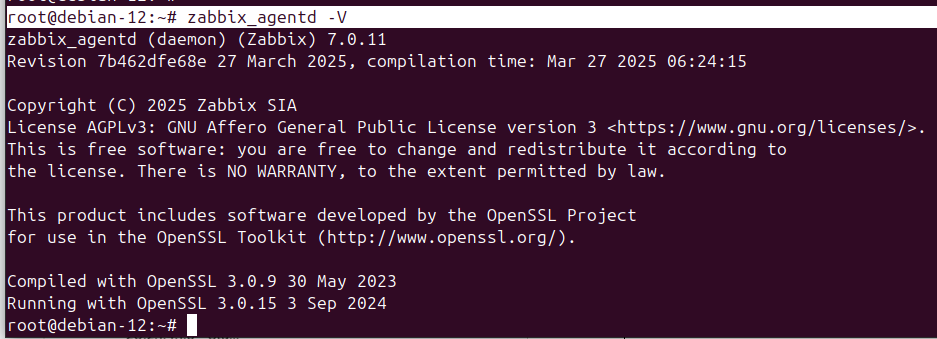 root@debian-12:~# zabbix_agentd -V
zabbix_agentd (daemon) (Zabbix) 7.0.11
Revision 7b462dfe68e 27 March 2025, compilation time: Mar 27 2025 06:24:15
Copyright (C) 2025 Zabbix SIA
License AGPLv3: GNU Affero General Public License version 3 <https://www.gnu.org/licenses/>.
This is free software: you are free to change and redistribute it according to
the license. There is NO WARRANTY, to the extent permitted by law.
This product includes software developed by the OpenSSL Project
for use in the OpenSSL Toolkit (http://www.openssl.org/).
Compiled with OpenSSL 3.0.9 30 May 2023
Running with OpenSSL 3.0.15 3 Sep 2024
root@debian-12:~#